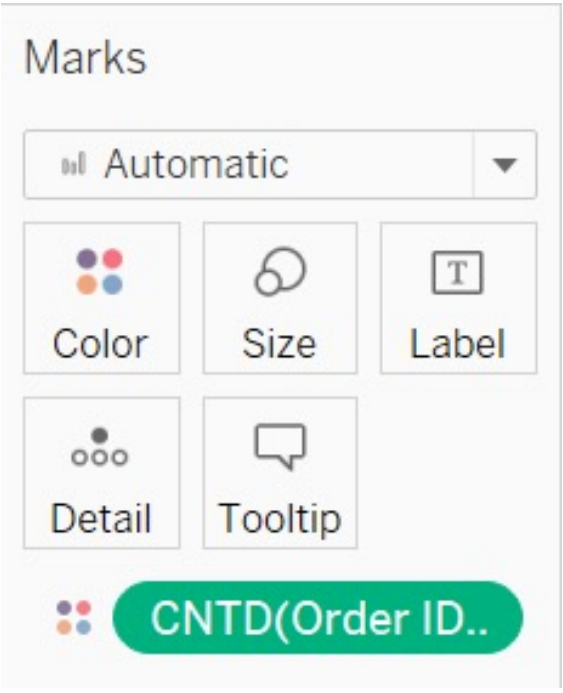 Marks
Automatic
Color Size Label
T
Detail Tooltip
CNTD(Order ID..